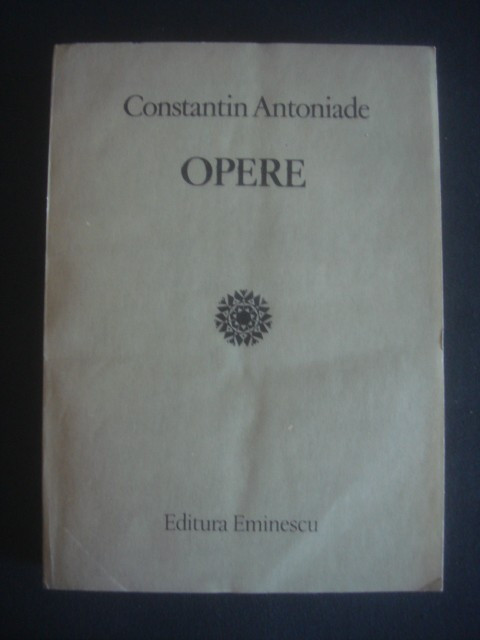 Constantin Antoniade
OPERE
Editura Eminescu